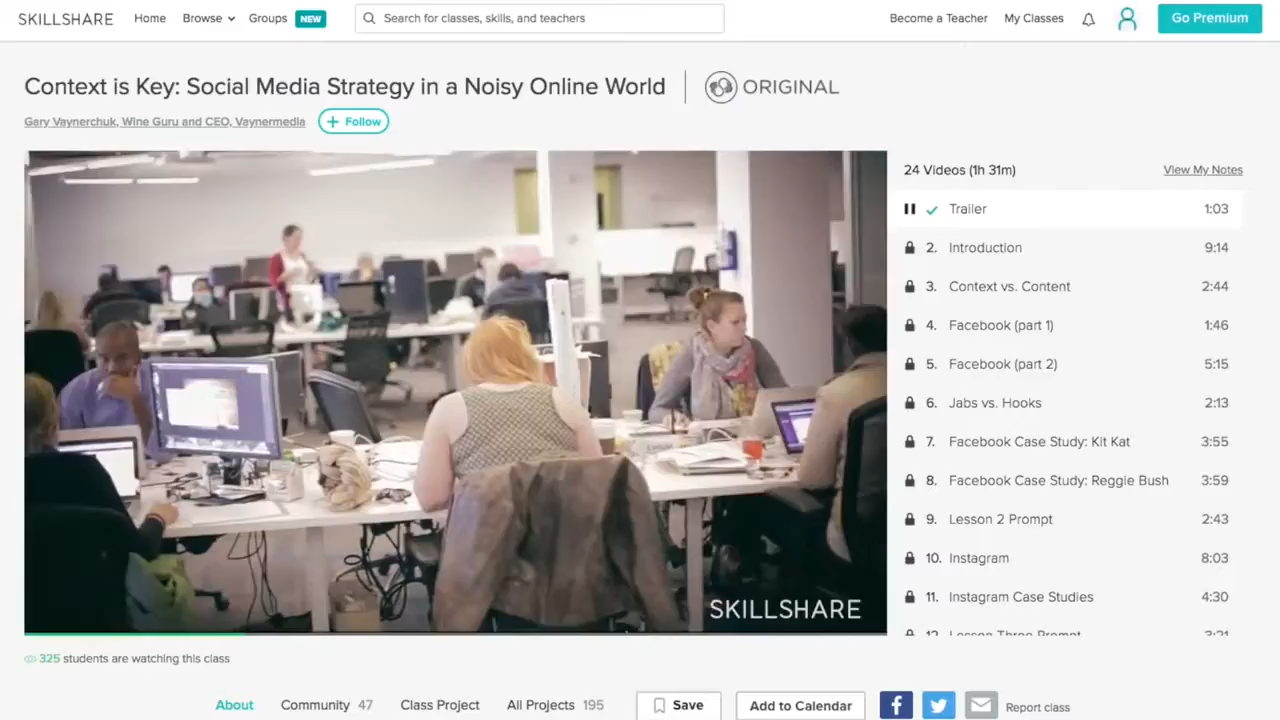 SKILLSHARE Home Browse Groups NEW Search for classes, skills, and teachers Become a Teacher My Classes Go Premium
Context is Key: Social Media Strategy in a Noisy Online World ORIGINAL
Gary Vaynerchuk, Wine Guru and CEO, Vaynermedia + Follow
24 Videos (1h 31m) View My Notes
Trailer 1:03
2. Introduction 9:14
3. Context vs. Content 2:44
4. Facebook (part 1) 1:46
5. Facebook (part 2) 5:15
6. Jabs vs. Hooks 2:13
7. Facebook Case Study: Kit Kat 3:55
8. Facebook Case Study: Reggie Bush 3:59
9. Lesson 2 Prompt 2:43
10. Instagram 8:03
11. Instagram Case Studies 4:30
12. Lesson Three Prompt 3:21
SKILLSHARE
325 students are watching this class
About Community 47 Class Project All Projects 195 Save Add to Calendar Report class